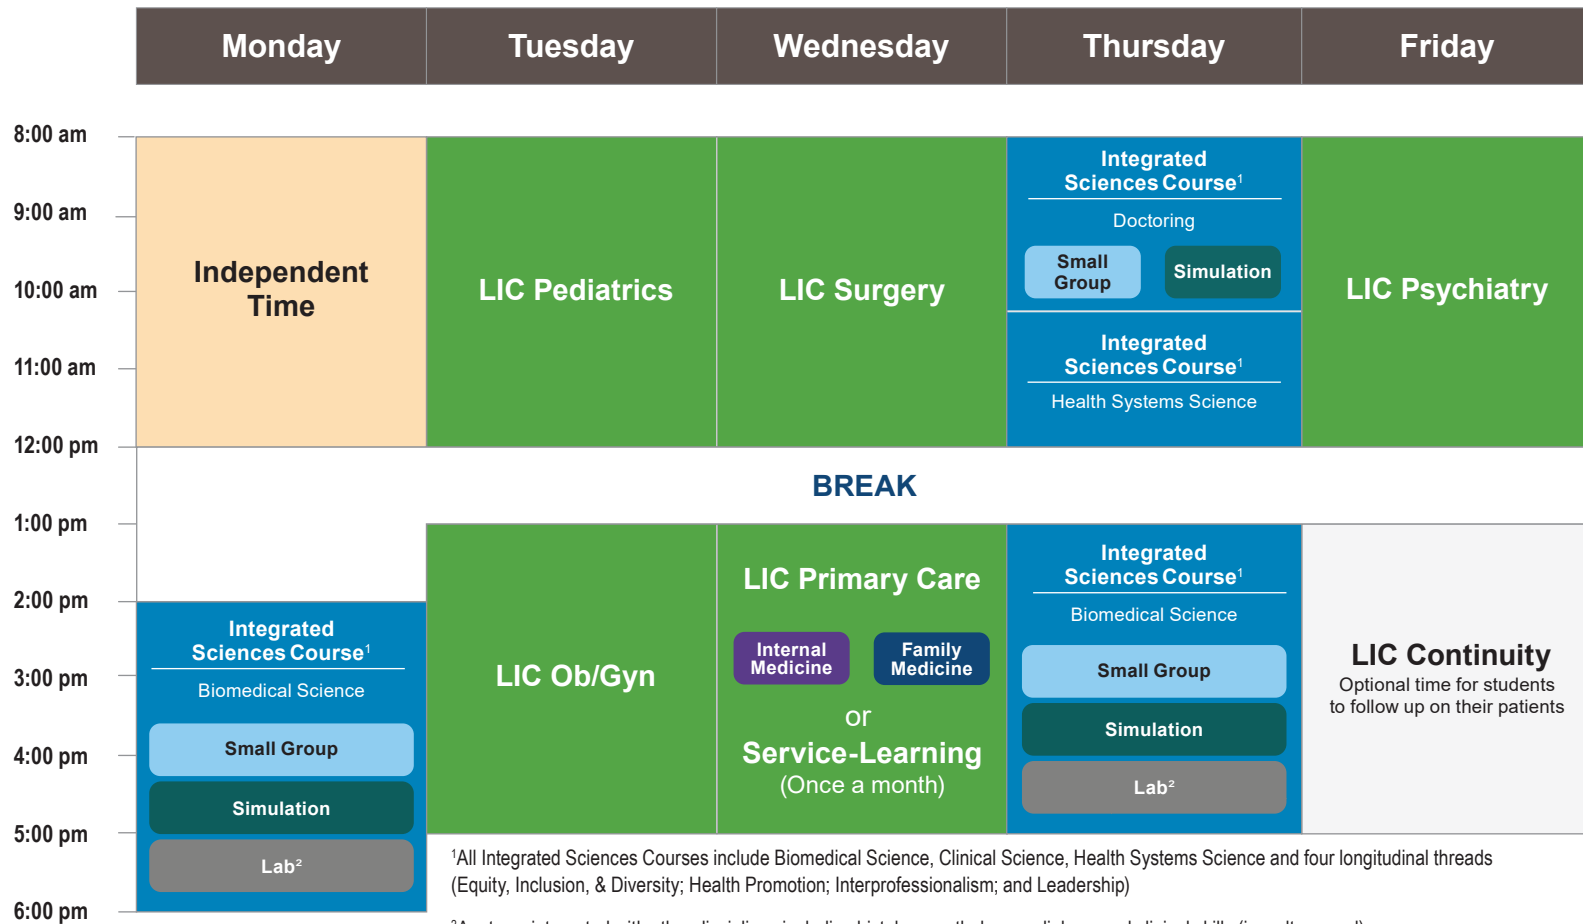 Monday
Tuesday
Wednesday
Thursday
Friday
8:00 am
9:00 am
10:00 am
11:00 am
12:00 pm
1:00 pm
2:00 pm
3:00 pm
4:00 pm
5:00 pm
6:00 pm
Independent
Time
LIC Pediatrics
LIC Surgery
Integrated
Sciences Course¹
Doctoring
Small
Group
Simulation
Integrated
Sciences Course¹
Health Systems Science
LIC Psychiatry
BREAK
Integrated
Sciences Course¹
Biomedical Science
Small Group
Simulation
Lab²
LIC Ob/Gyn
LIC Primary Care
Internal
Medicine
Family
Medicine
or
Service-Learning
(Once a month)
Integrated
Sciences Course¹
Biomedical Science
Small Group
Simulation
Lab²
LIC Continuity
Optional time for students
to follow up on their patients
¹All Integrated Sciences Courses include Biomedical Science, Clinical Science, Health Systems Science and four longitudinal threads
(Equity, Inclusion, & Diversity; Health Promotion; Interprofessionalism; and Leadership)